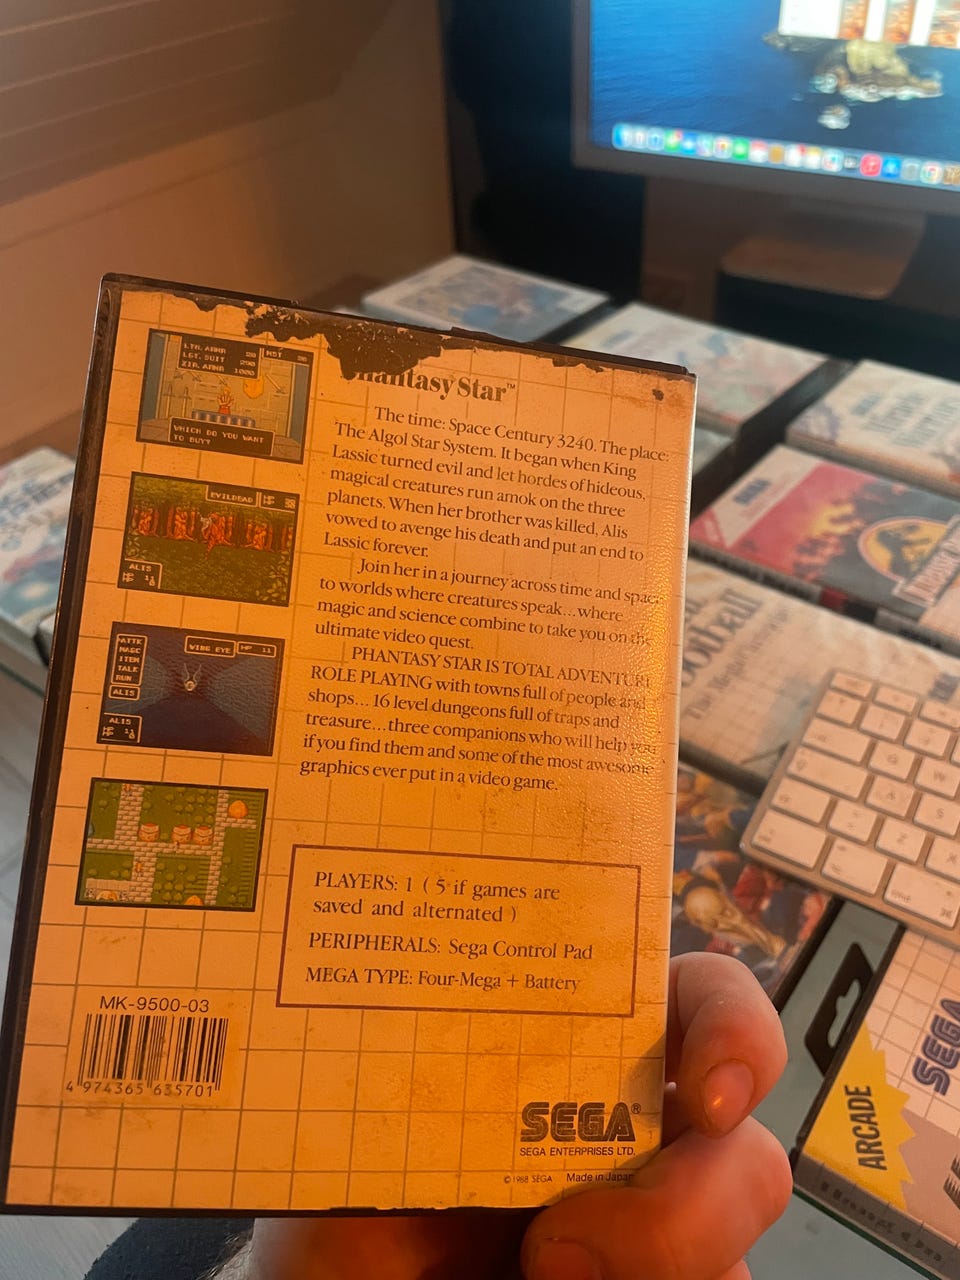 LTH. ARMR 28
LGT. SUIT 290
ZIR. ARMR 1000
MST
WHICH DO YOU WANT
TO BUY?
EVILDEAD
ALIS
ATTK
MAGC
ITEM
TALK
RUN
ALIS
WING EYE HP 11
ALIS
Phantasy Star™
The time: Space Century 3240. The place:
The Algol Star System. It began when King
Lassic turned evil and let hordes of hideous,
magical creatures run amok on the three
planets. When her brother was killed, Alis
vowed to avenge his death and put an end to
Lassic forever.
Join her in a journey across time and space
to worlds where creatures speak...where
magic and science combine to take you on the
ultimate video quest.
PHANTASY STAR IS TOTAL ADVENTURE
ROLE PLAYING with towns full of people and
shops... 16 level dungeons full of traps and
treasure...three companions who will help you
if you find them and some of the most awesome
graphics ever put in a video game.
PLAYERS: 1 ( 5 if games are
saved and alternated )
PERIPHERALS: Sega Control Pad
MEGA TYPE: Four-Mega + Battery
MK-9500-03
4 974365 635701
SEGA®
SEGA ENTERPRISES LTD.
© 1988 SEGA Made in Japan
ARCADE
SEGA